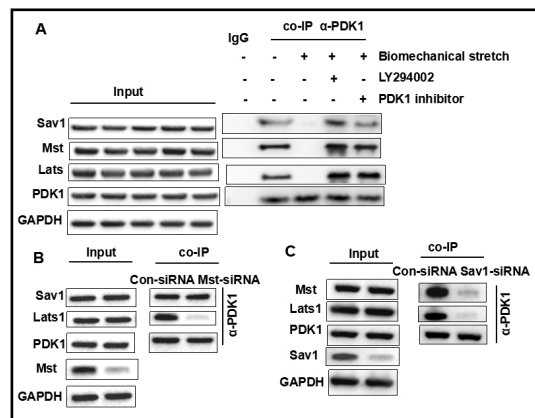 A
co-IP α-PDK1
IgG
- - + + + Biomechanical stretch
- - - + - LY294002
- - - - + PDK1 inhibitor
Input
Sav1
Mst
Lats
PDK1
GAPDH
B
Input co-IP
Con-siRNA Mst-siRNA
Sav1
Lats1
PDK1
Mst
GAPDH
α-PDK1
C
Input co-IP
Con-siRNA Sav1-siRNA
Mst
Lats1
PDK1
Sav1
GAPDH
α-PDK1